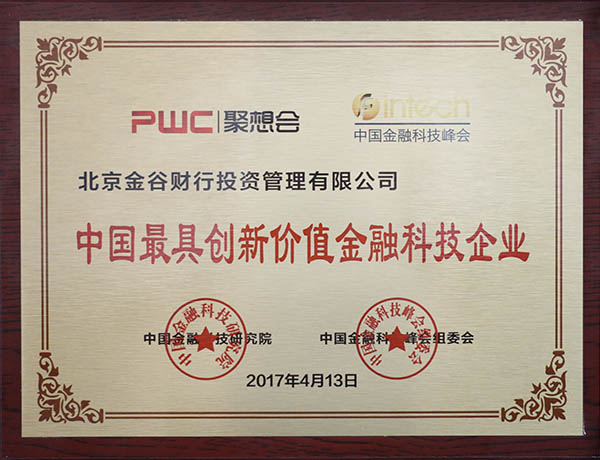 PWC 聚想会
Fintech
中国金融科技峰会
北京金谷财行投资管理有限公司
中国最具创新价值金融科技企业
中国金融科技研究院
中国金融科技峰会组委会
中国金融科技研究院
中国金融科技峰会组委会
2017年4月13日